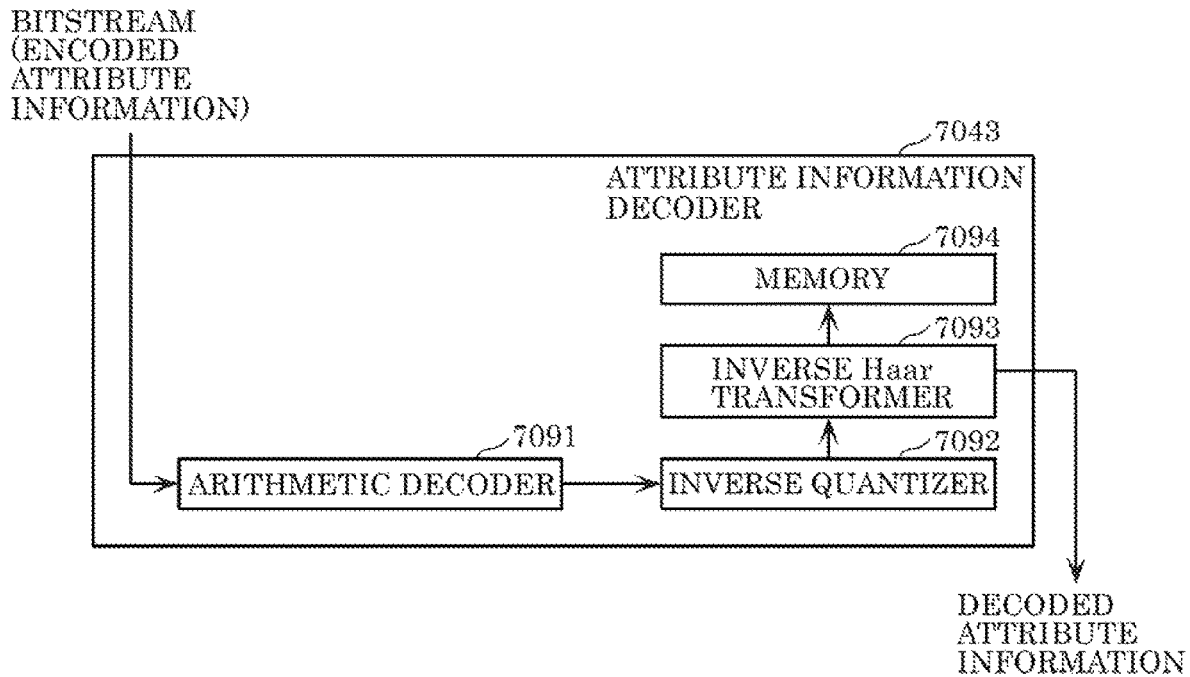 BITSTREAM
(ENCODED
ATTRIBUTE
INFORMATION)
7043
ATTRIBUTE INFORMATION
DECODER
7094
MEMORY
7093
INVERSE Haar
TRANSFORMER
7091
7092
ARITHMETIC DECODER
INVERSE QUANTIZER
DECODED
ATTRIBUTE
INFORMATION